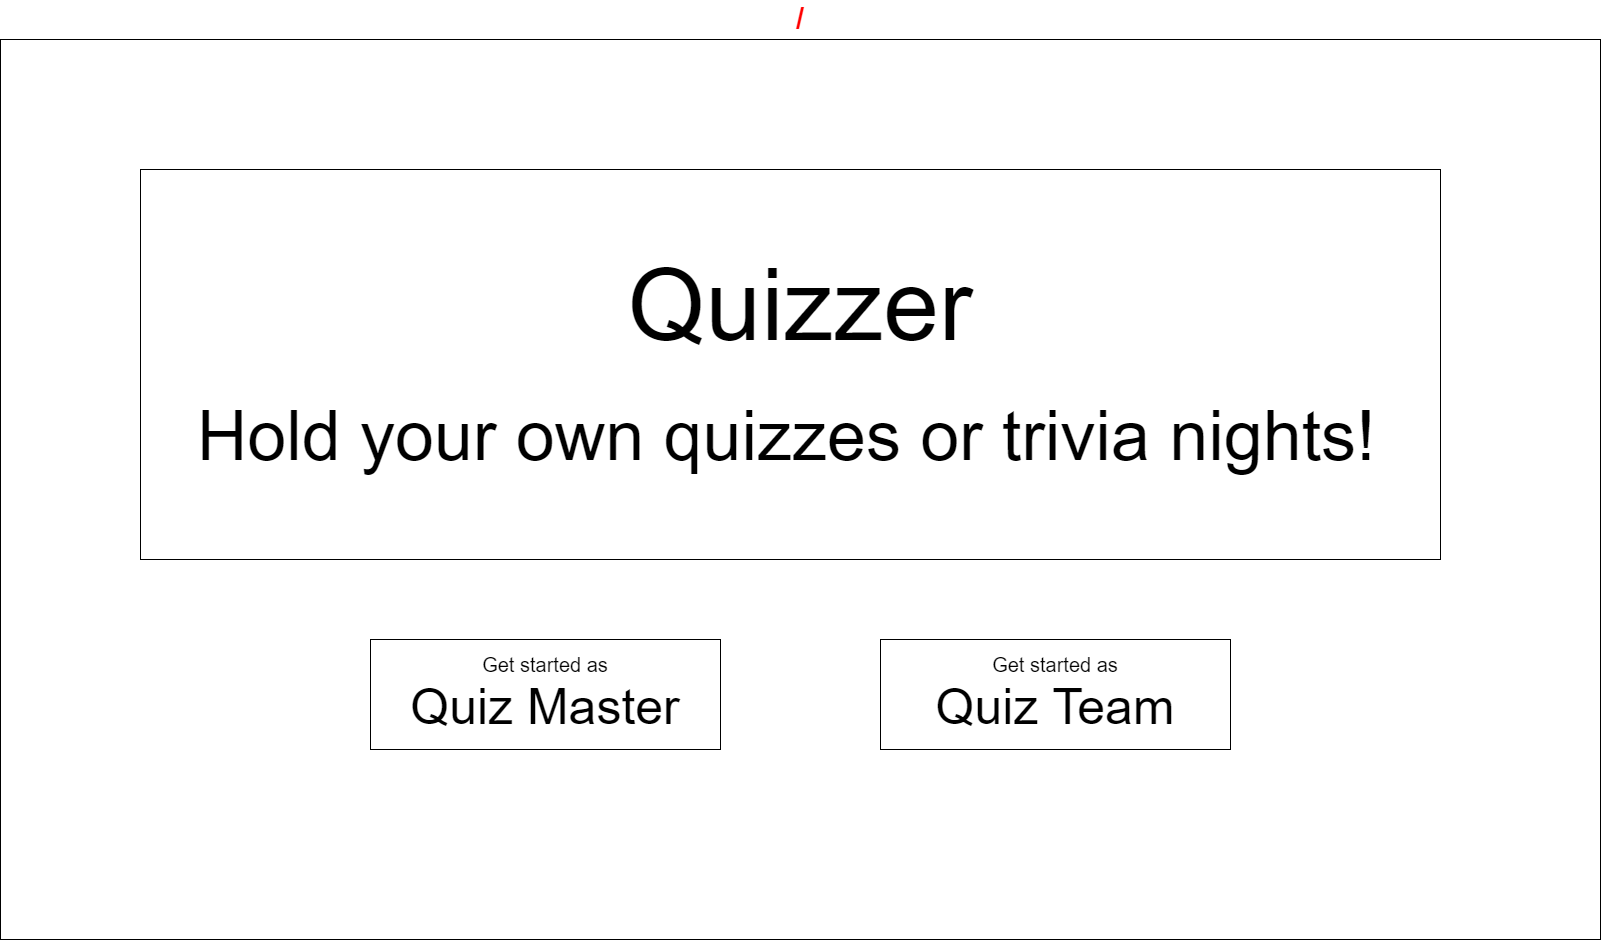 /
Quizzer
Hold your own quizzes or trivia nights!
Get started as
Quiz Master
Get started as
Quiz Team